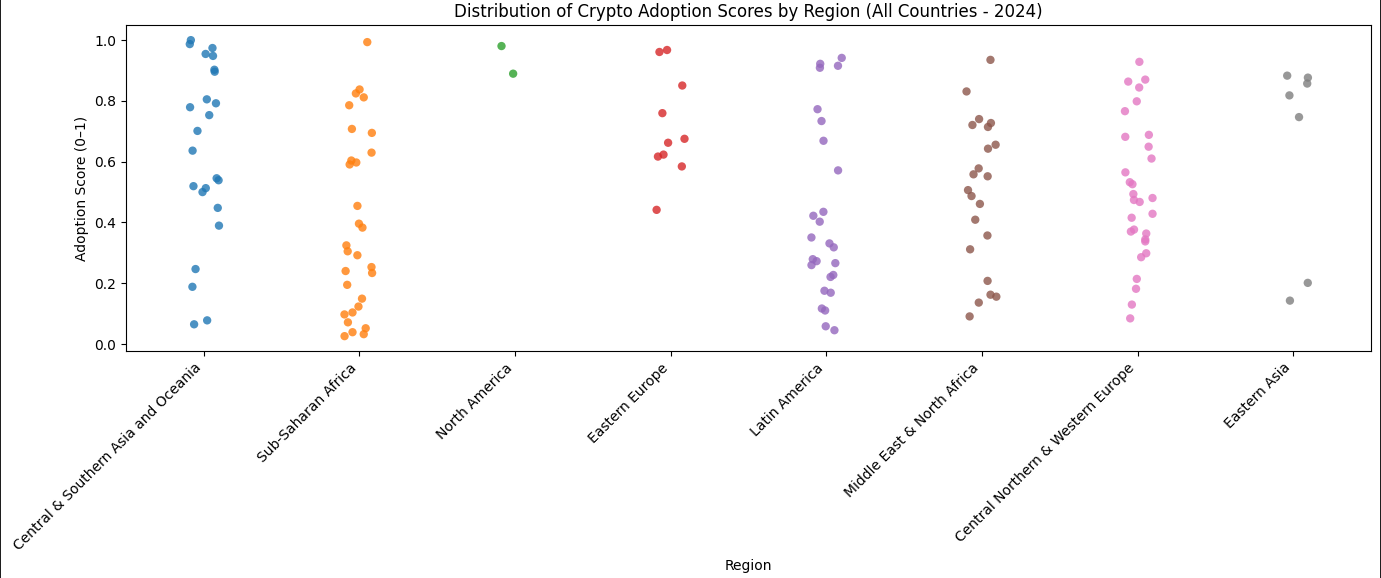 Distribution of Crypto Adoption Scores by Region (All Countries - 2024)
Adoption Score (0–1)
1.0
0.8
0.6
0.4
0.2
0.0
Central & Southern Asia and Oceania
Sub-Saharan Africa
North America
Eastern Europe
Latin America
Middle East & North Africa
Central Northern & Western Europe
Eastern Asia
Region